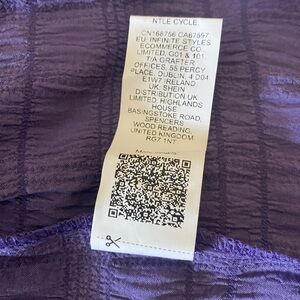 NTLE CYCLE.
CN168756 CA67597
EU: INFINITE STYLES
ECOMMERCE CO.
LIMITED, G01 & 101,
T/A GRAFTER
OFFICES, 55 PERCY
PLACE, DUBLIN, 4 D04
E1W7 IRELAND
UK: SHEIN
DISTRIBUTION UK
LIMITED, HIGHLANDS
HOUSE
BASINGSTOKE ROAD,
SPENCERS
WOOD READING,
UNITED KINGDOM
RG7 1NT